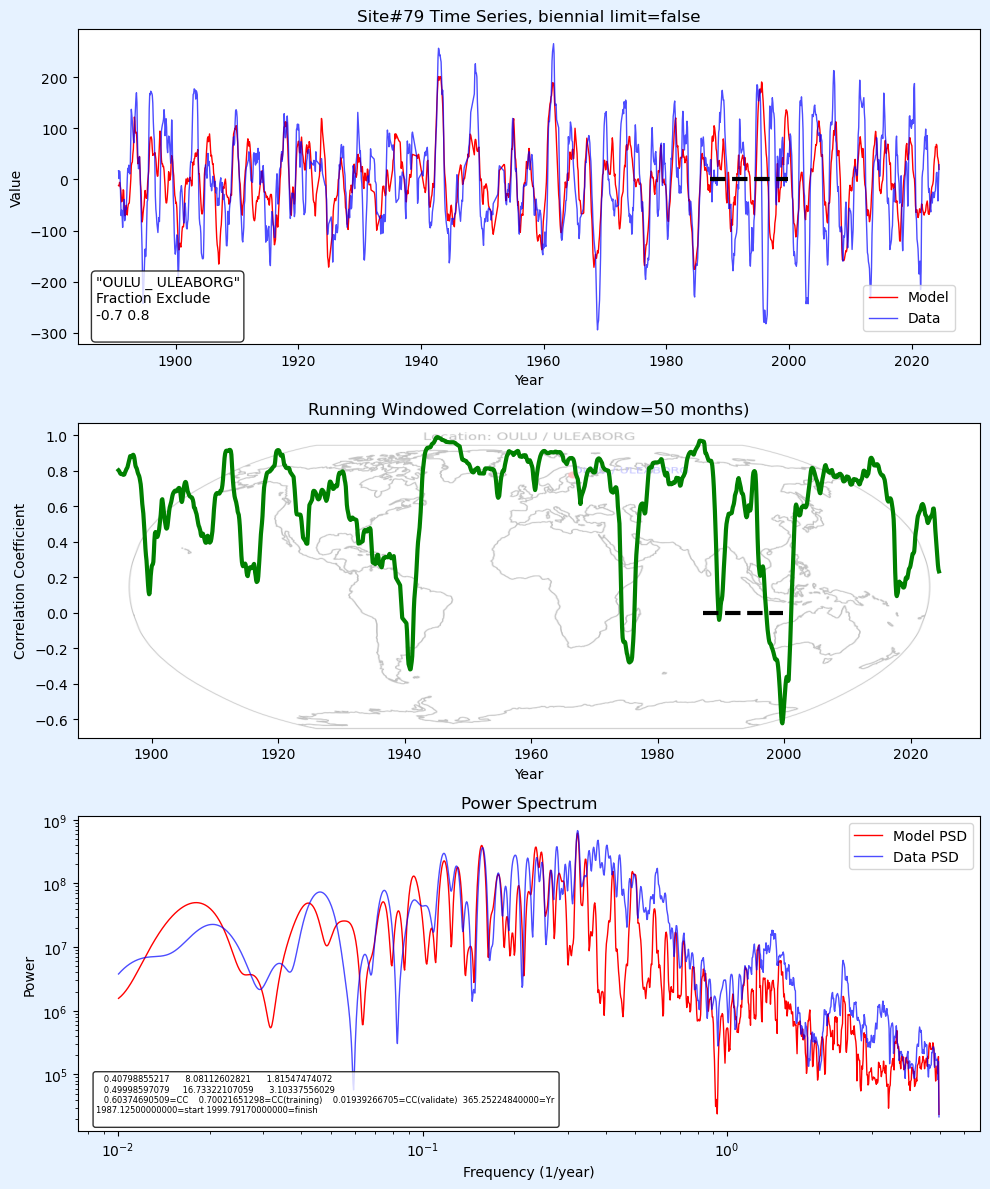 Site#79 Time Series, biennial limit=false
Value
200
100
0
−100
−200
−300
"OULU _ ULEABORG"
Fraction Exclude
-0.7 0.8
Model
Data
1900
1920
1940
1960
1980
2000
2020
Year
Running Windowed Correlation (window=50 months)
Location: OULU / ULEABORG
Correlation Coefficient
1.0
0.8
0.6
0.4
0.2
0.0
−0.2
−0.4
−0.6
1900
1920
1940
1960
1980
2000
2020
Year
Power Spectrum
Model PSD
Data PSD
Power
10⁹
10⁸
10⁷
10⁶
10⁵
0.40798855217 8.08112602821 1.81547474072
0.49998597079 16.73322107059 3.10337556029
0.60374690509=CC 0.70021651298=CC(training) 0.01939266705=CC(validate) 365.25224840000=Yr
1987.12500000000=start 1999.79170000000=finish
10⁻²
10⁻¹
10⁰
Frequency (1/year)